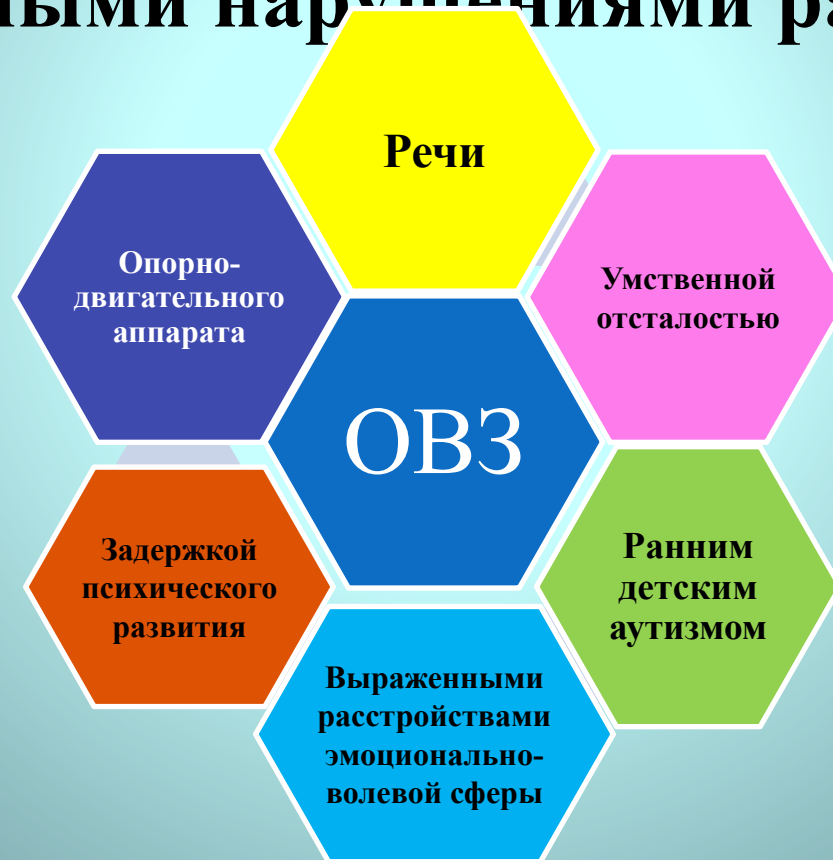 Речи
Опорно-
двигательного
аппарата
Умственной
отсталостью
ОВЗ
Задержкой
психического
развития
Ранним
детским
аутизмом
Выраженными
расстройствами
эмоционально-
волевой сферы